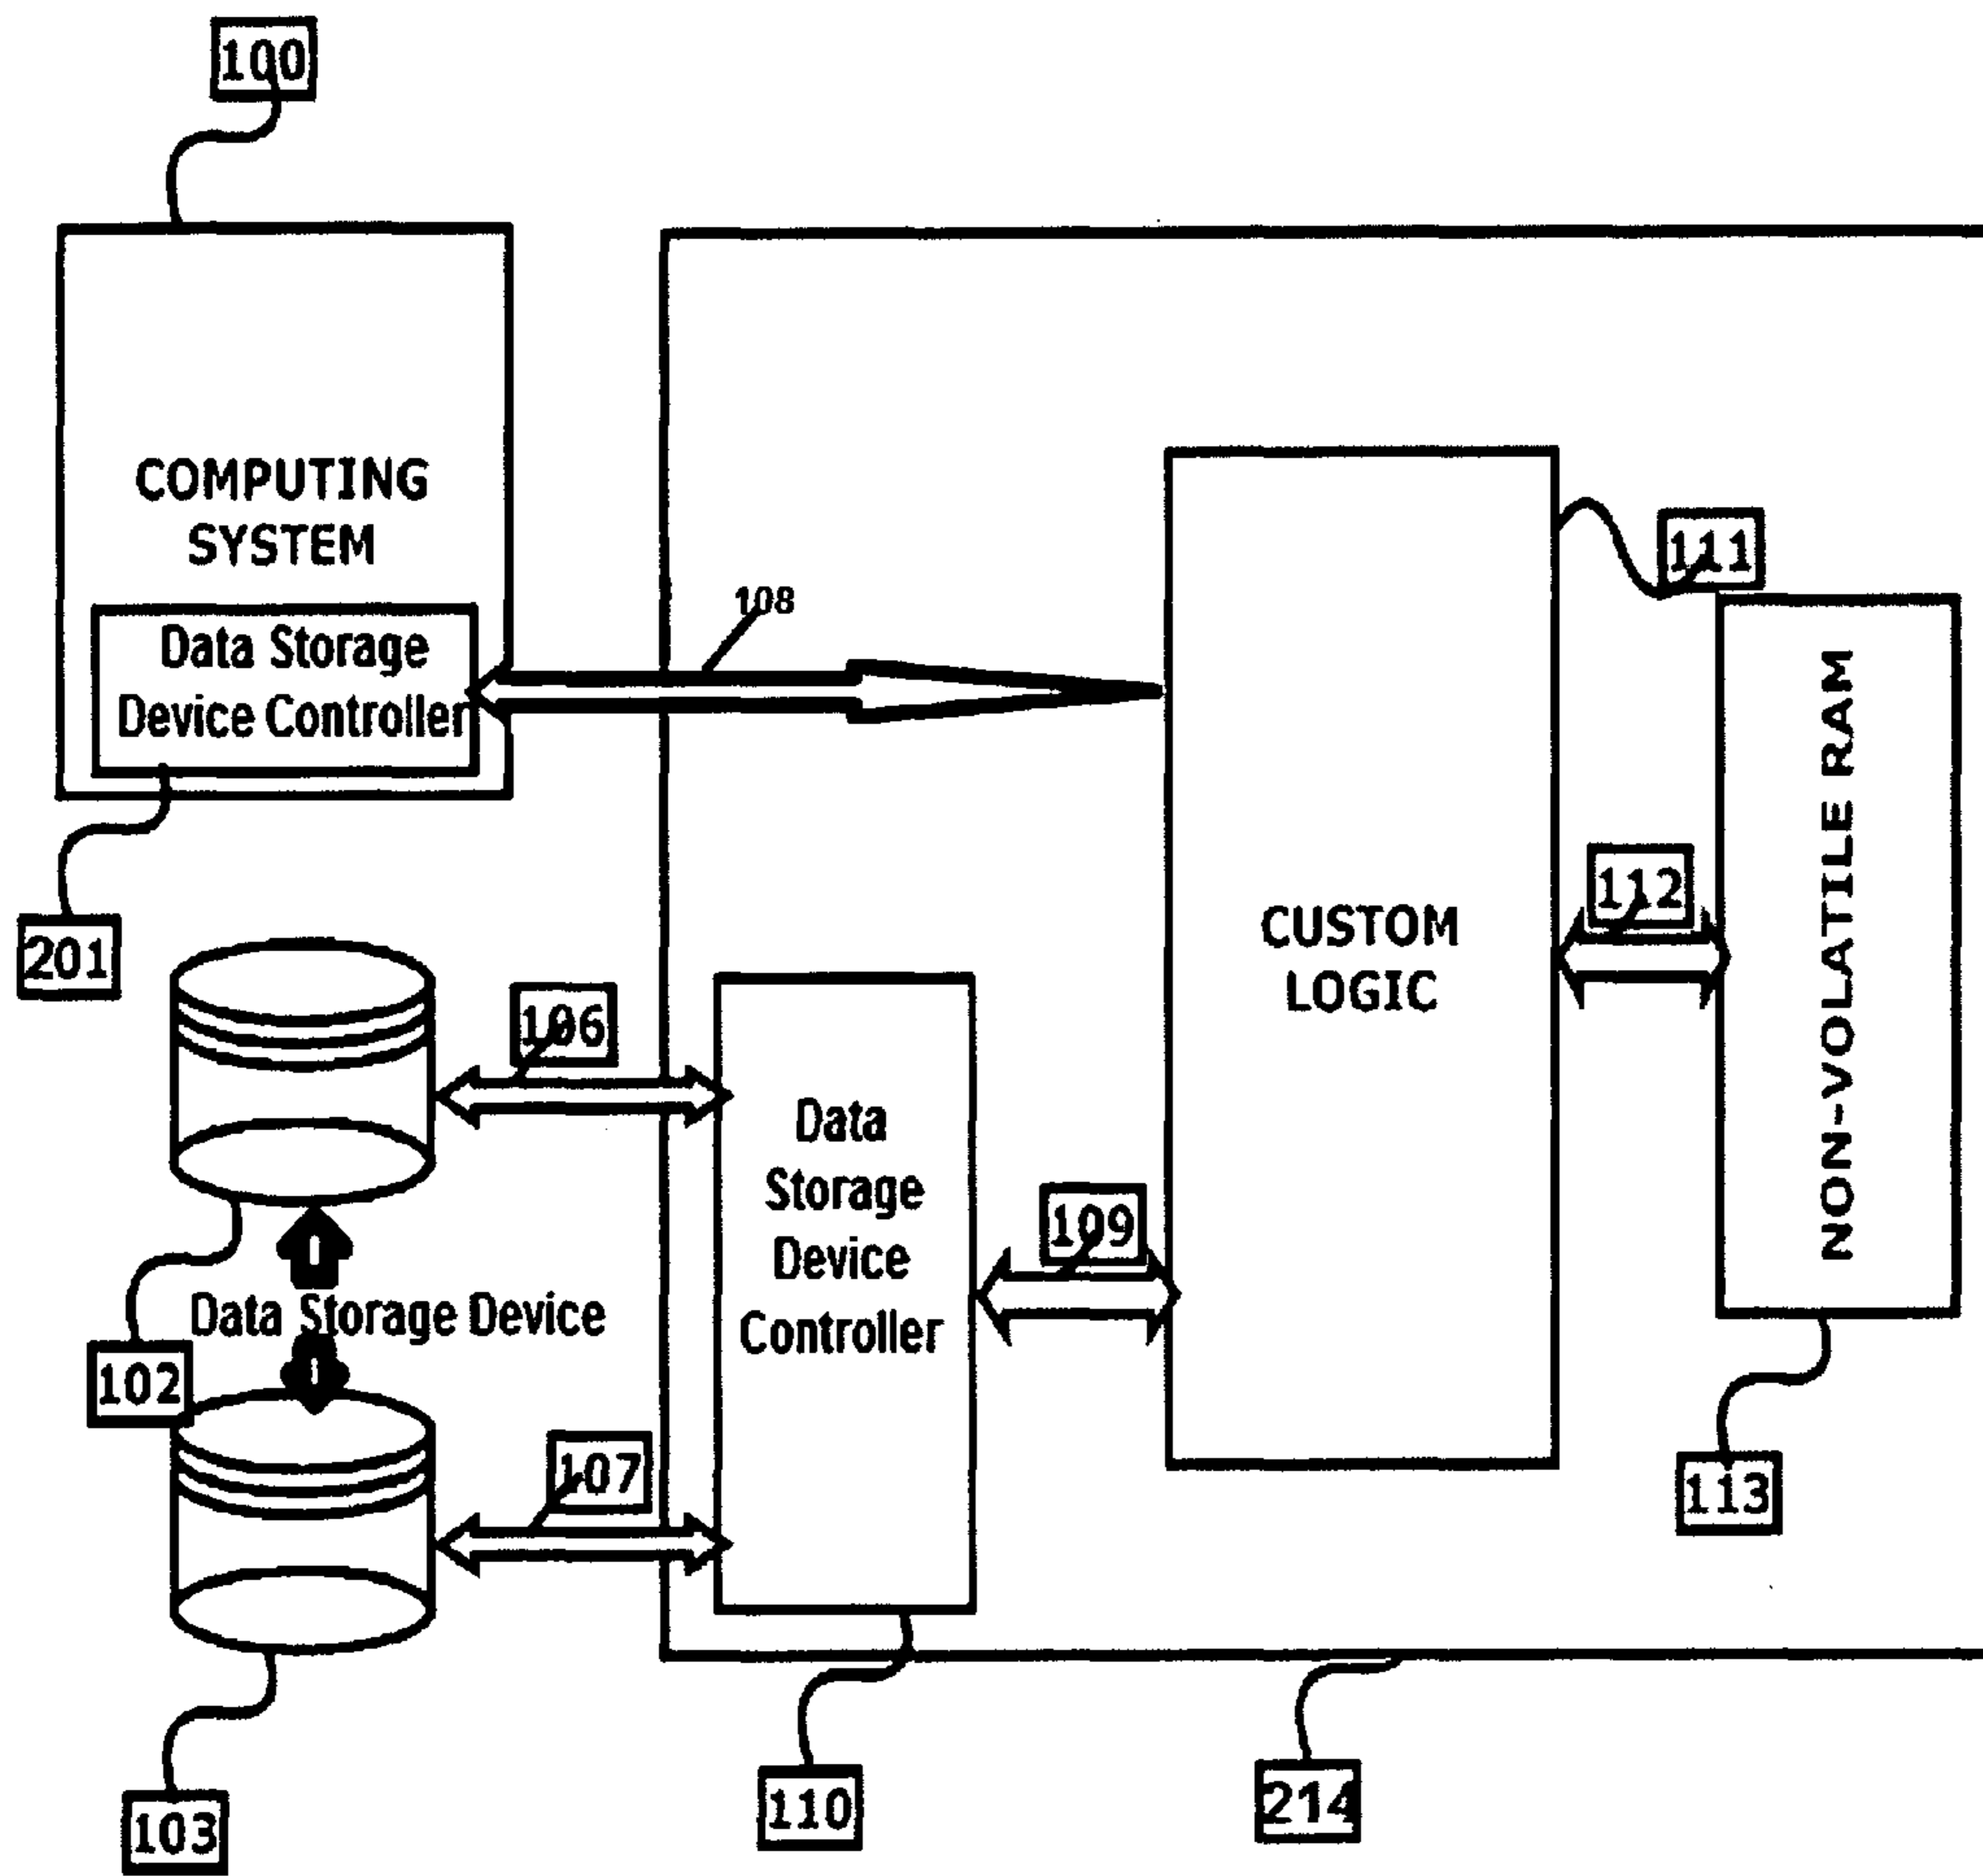 100
COMPUTING
SYSTEM
Data Storage
Device Controller
108
111
112
NON-VOLATILE RAM
CUSTOM
LOGIC
201
106
Data
Storage
Device
Controller
109
Data Storage Device
102
107
113
103
110
214